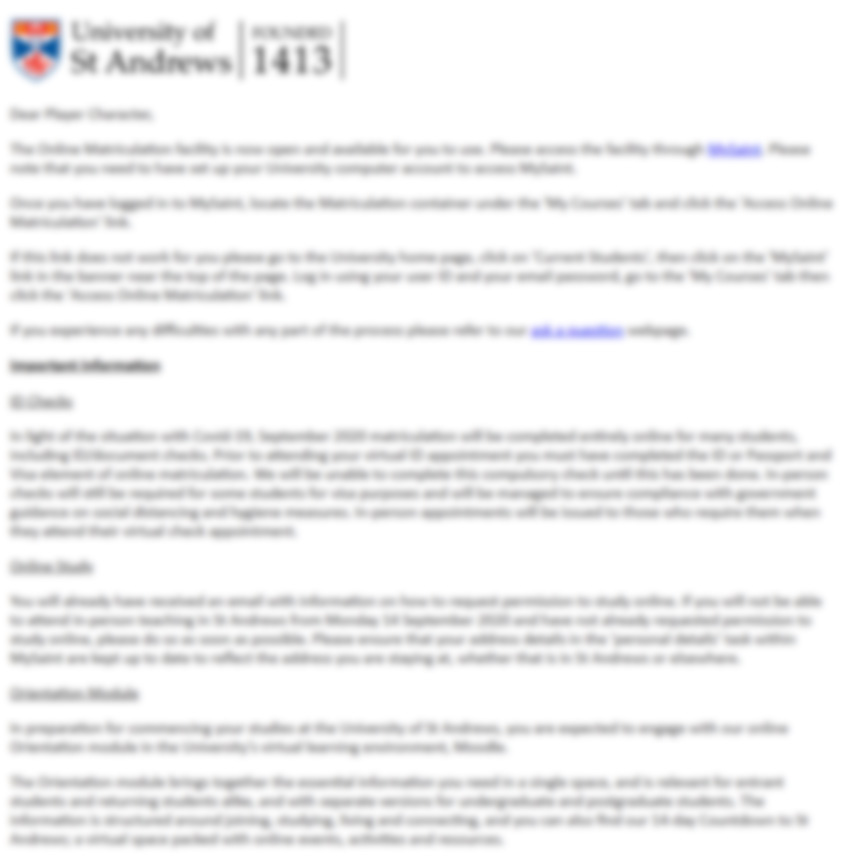 University of
St Andrews
FOUNDED
1413
Dear Player Character,
The Online Matriculation facility is now open and available for you to use. Please access the facility through MySaint. Please
note that you need to have set up your University computer account to access MySaint.
Once you have logged in to MySaint, locate the Matriculation container under the 'My Courses' tab and click the 'Access Online
Matriculation' link.
If this link does not work for you please go to the University home page, click on 'Current Students', then click on the 'MySaint'
link in the banner near the top of the page. Log in using your user ID and your email password, go to the 'My Courses' tab then
click the 'Access Online Matriculation' link.
If you experience any difficulties with any part of the process please refer to our ask a question webpage.
Important information
ID Checks
In light of the situation with Covid-19, September 2020 matriculation will be completed entirely online for many students,
including ID/document checks. Prior to attending your virtual ID appointment you must have completed the ID or Passport and
Visa element of online matriculation. We will be unable to complete this compulsory check until this has been done. In-person
checks will still be required for some students for visa purposes and will be managed to ensure compliance with government
guidance on social distancing and hygiene measures. In-person appointments will be issued to those who require them when
they attend their virtual check appointment.
Online Study
You will already have received an email with information on how to request permission to study online. If you will not be able
to attend in-person teaching in St Andrews from Monday 14 September 2020 and have not already requested permission to
study online, please do so as soon as possible. Please ensure that your address details in the 'personal details' task within
MySaint are kept up to date to reflect the address you are staying at, whether that is in St Andrews or elsewhere.
Orientation Module
In preparation for commencing your studies at the University of St Andrews, you are expected to engage with our online
Orientation module in the University's virtual learning environment, Moodle.
The Orientation module brings together the essential information you need in a single space, and is relevant for entrant
students and returning students alike, and with separate versions for undergraduate and postgraduate students. The
information is structured around joining, studying, living and connecting, and you can also find our 14-day Countdown to St
Andrews; a virtual space packed with online events, activities and resources.